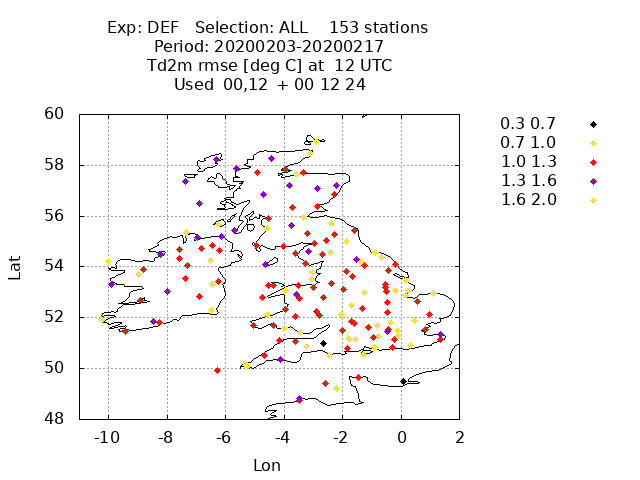 Exp: DEF Selection: ALL 153 stations
Period: 20200203-20200217
Td2m rmse [deg C] at 12 UTC
Used 00,12 + 00 12 24
60
58
56
54
52
50
48
-10 -8 -6 -4 -2 0 2
Lat
Lon
0.3 0.7
0.7 1.0
1.0 1.3
1.3 1.6
1.6 2.0